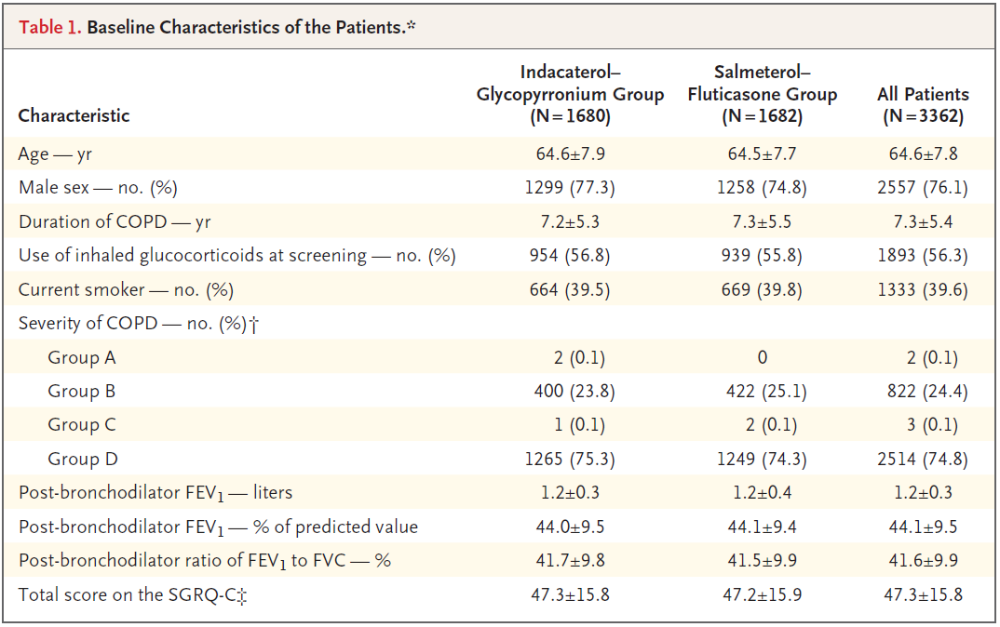 Table 1. Baseline Characteristics of the Patients.*
Characteristic Indacaterol–Glycopyrronium Group (N=1680) Salmeterol–Fluticasone Group (N=1682) All Patients (N=3362)
Age — yr 64.6±7.9 64.5±7.7 64.6±7.8
Male sex — no. (%) 1299 (77.3) 1258 (74.8) 2557 (76.1)
Duration of COPD — yr 7.2±5.3 7.3±5.5 7.3±5.4
Use of inhaled glucocorticoids at screening — no. (%) 954 (56.8) 939 (55.8) 1893 (56.3)
Current smoker — no. (%) 664 (39.5) 669 (39.8) 1333 (39.6)
Severity of COPD — no. (%)†
Group A 2 (0.1) 0 2 (0.1)
Group B 400 (23.8) 422 (25.1) 822 (24.4)
Group C 1 (0.1) 2 (0.1) 3 (0.1)
Group D 1265 (75.3) 1249 (74.3) 2514 (74.8)
Post-bronchodilator FEV1 — liters 1.2±0.3 1.2±0.4 1.2±0.3
Post-bronchodilator FEV1 — % of predicted value 44.0±9.5 44.1±9.4 44.1±9.5
Post-bronchodilator ratio of FEV1 to FVC — % 41.7±9.8 41.5±9.9 41.6±9.9
Total score on the SGRQ-C‡ 47.3±15.8 47.2±15.9 47.3±15.8